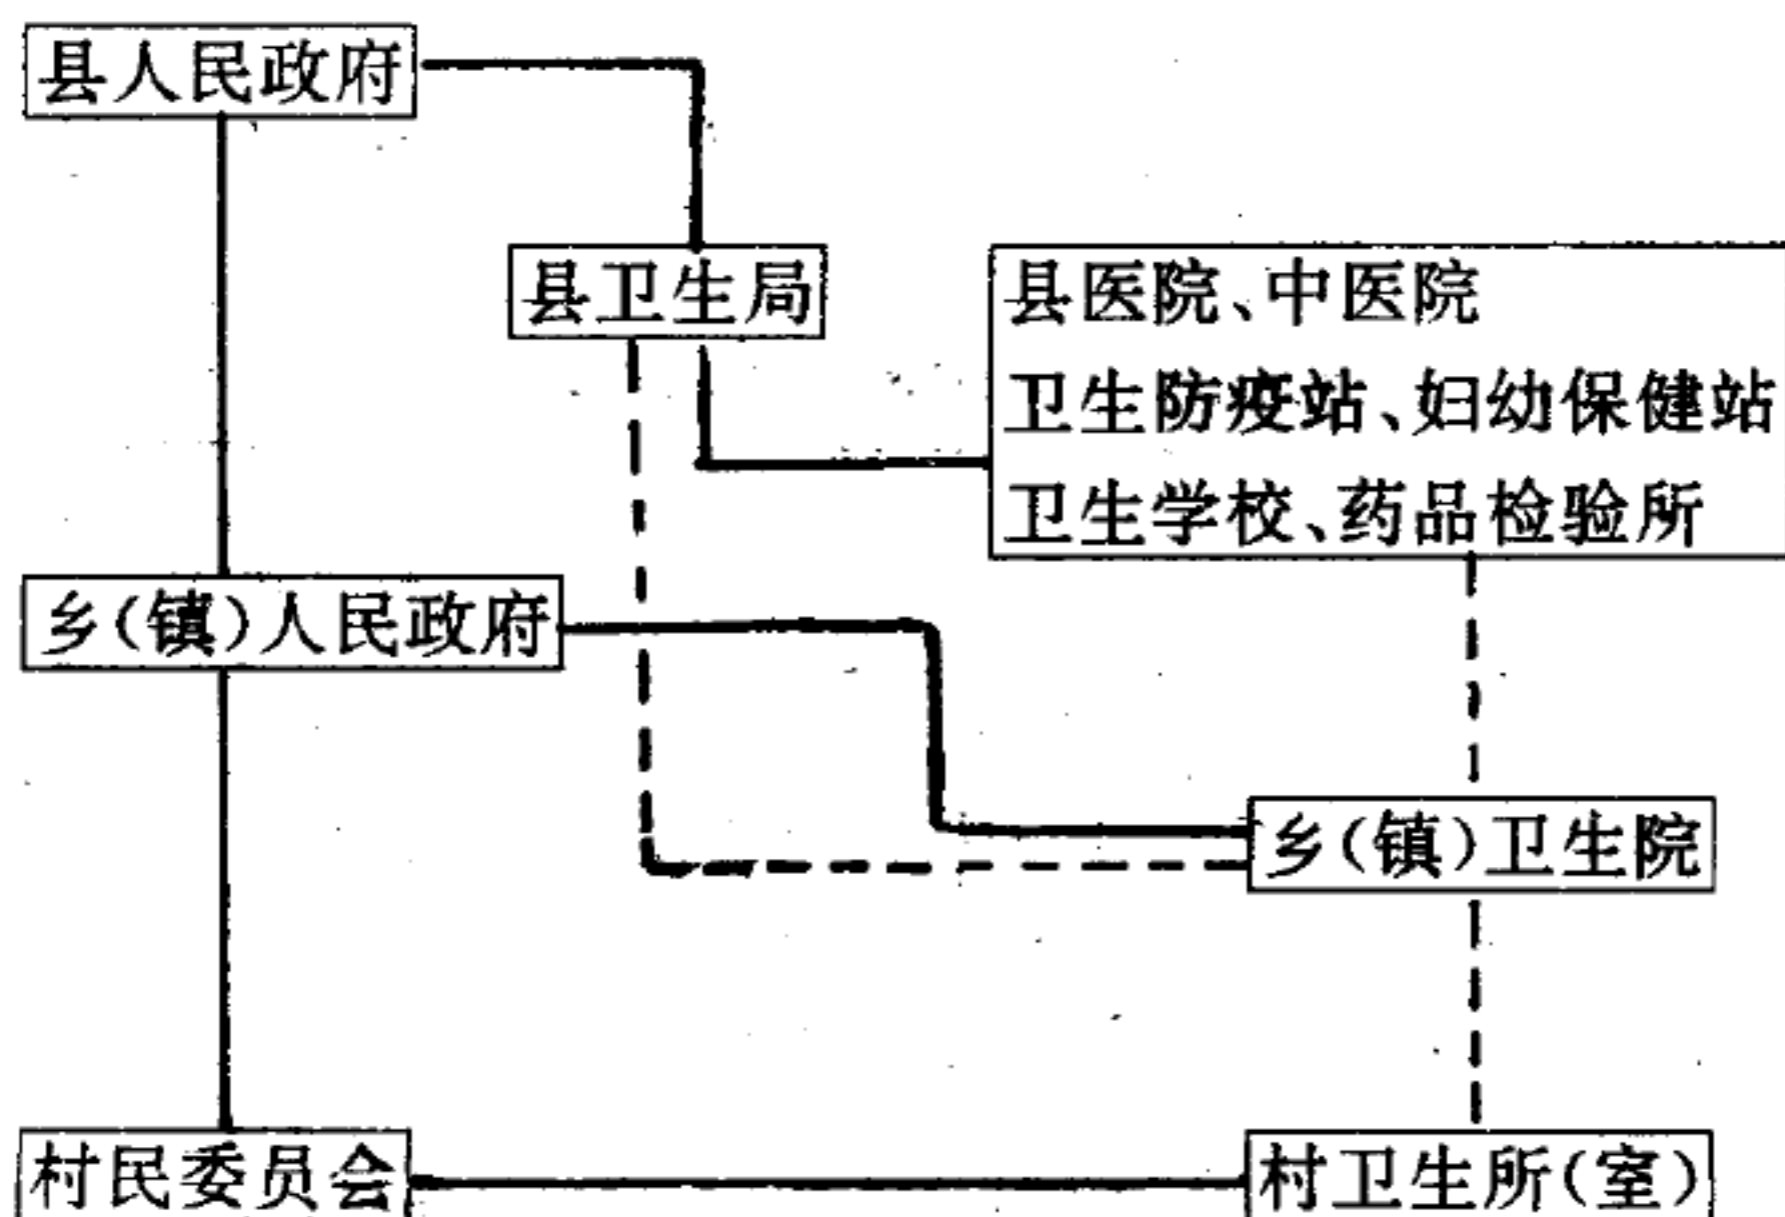 县人民政府
县卫生局
县医院、中医院
卫生防疫站、妇幼保健站
卫生学校、药品检验所
乡(镇)人民政府
乡(镇)卫生院
村民委员会
村卫生所(室)